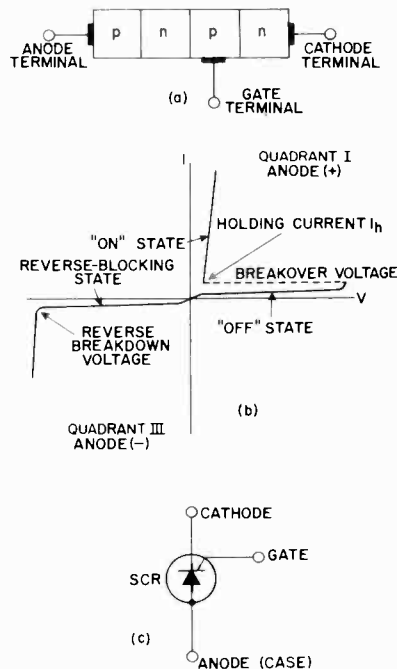 p n p n
ANODE
TERMINAL
CATHODE
TERMINAL
(a)
GATE
TERMINAL
I
QUADRANT I
ANODE (+)
HOLDING CURRENT Ih
"ON" STATE
REVERSE-BLOCKING
STATE
BREAKOVER VOLTAGE
V
"OFF" STATE
REVERSE
BREAKDOWN
VOLTAGE
(b)
QUADRANT III
ANODE (-)
CATHODE
GATE
SCR
(c)
ANODE (CASE)